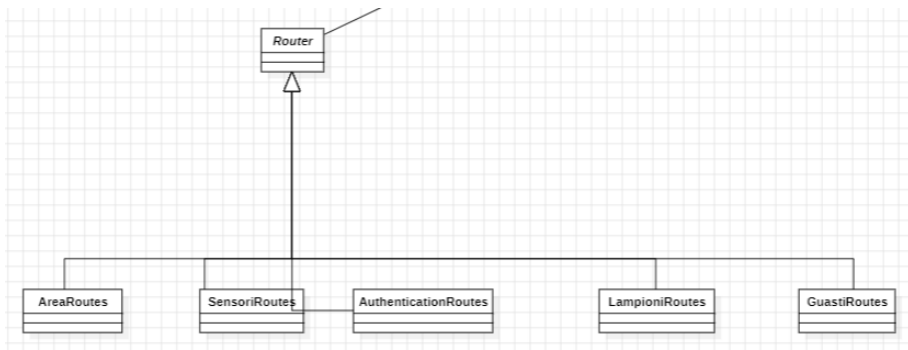 Router
AreaRoutes
SensoriRoutes
AuthenticationRoutes
LampioniRoutes
GuastiRoutes